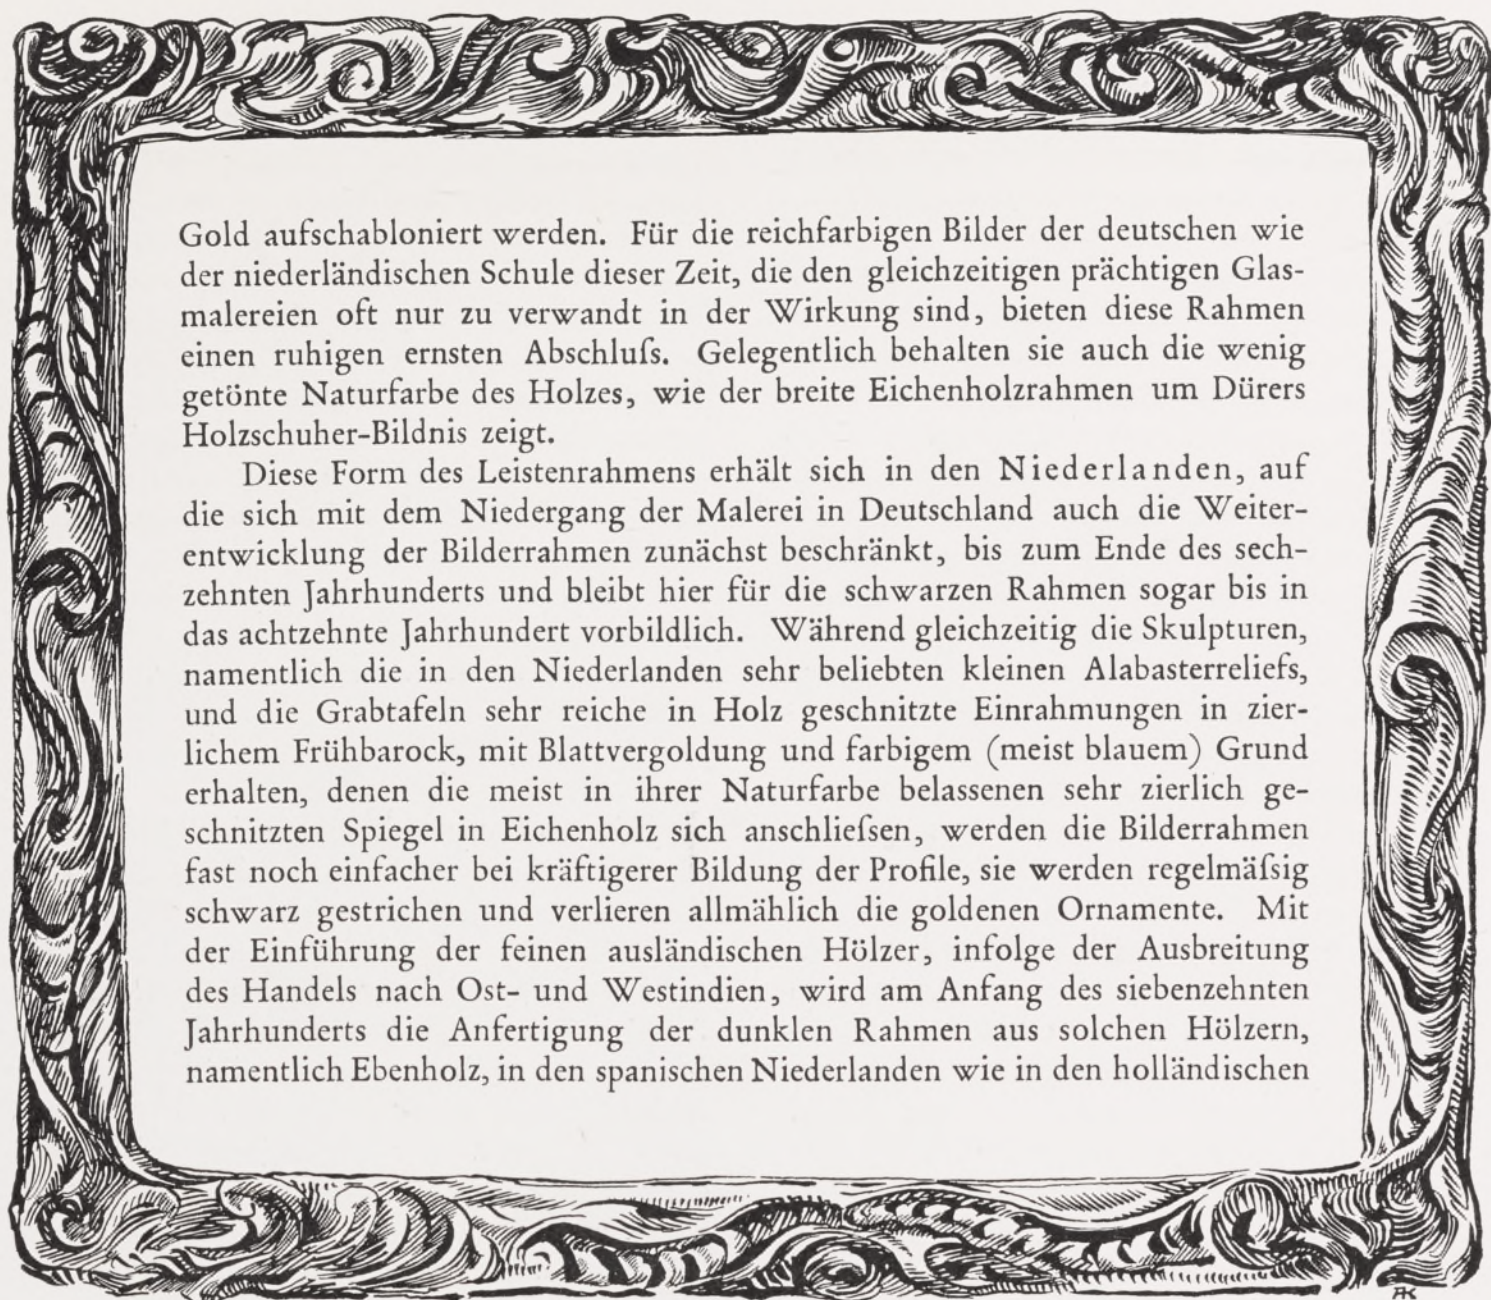 Gold aufschabloniert werden. Für die reichfarbigen Bilder der deutschen wie
der niederländischen Schule dieser Zeit, die den gleichzeitigen prächtigen Glas-
malereien oft nur zu verwandt in der Wirkung sind, bieten diese Rahmen
einen ruhigen ernsten Abschluſs. Gelegentlich behalten sie auch die wenig
getönte Naturfarbe des Holzes, wie der breite Eichenholzrahmen um Dürers
Holzschuher-Bildnis zeigt.
Diese Form des Leistenrahmens erhält sich in den Niederlanden, auf
die sich mit dem Niedergang der Malerei in Deutschland auch die Weiter-
entwicklung der Bilderrahmen zunächst beschränkt, bis zum Ende des sech-
zehnten Jahrhunderts und bleibt hier für die schwarzen Rahmen sogar bis in
das achtzehnte Jahrhundert vorbildlich. Während gleichzeitig die Skulpturen,
namentlich die in den Niederlanden sehr beliebten kleinen Alabasterreliefs,
und die Grabtafeln sehr reiche in Holz geschnitzte Einrahmungen in zier-
lichem Frühbarock, mit Blattvergoldung und farbigem (meist blauem) Grund
erhalten, denen die meist in ihrer Naturfarbe belassenen sehr zierlich ge-
schnitzten Spiegel in Eichenholz sich anschlieſsen, werden die Bilderrahmen
fast noch einfacher bei kräftigerer Bildung der Profile, sie werden regelmäſsig
schwarz gestrichen und verlieren allmählich die goldenen Ornamente. Mit
der Einführung der feinen ausländischen Hölzer, infolge der Ausbreitung
des Handels nach Ost- und Westindien, wird am Anfang des siebenzehnten
Jahrhunderts die Anfertigung der dunklen Rahmen aus solchen Hölzern,
namentlich Ebenholz, in den spanischen Niederlanden wie in den holländischen